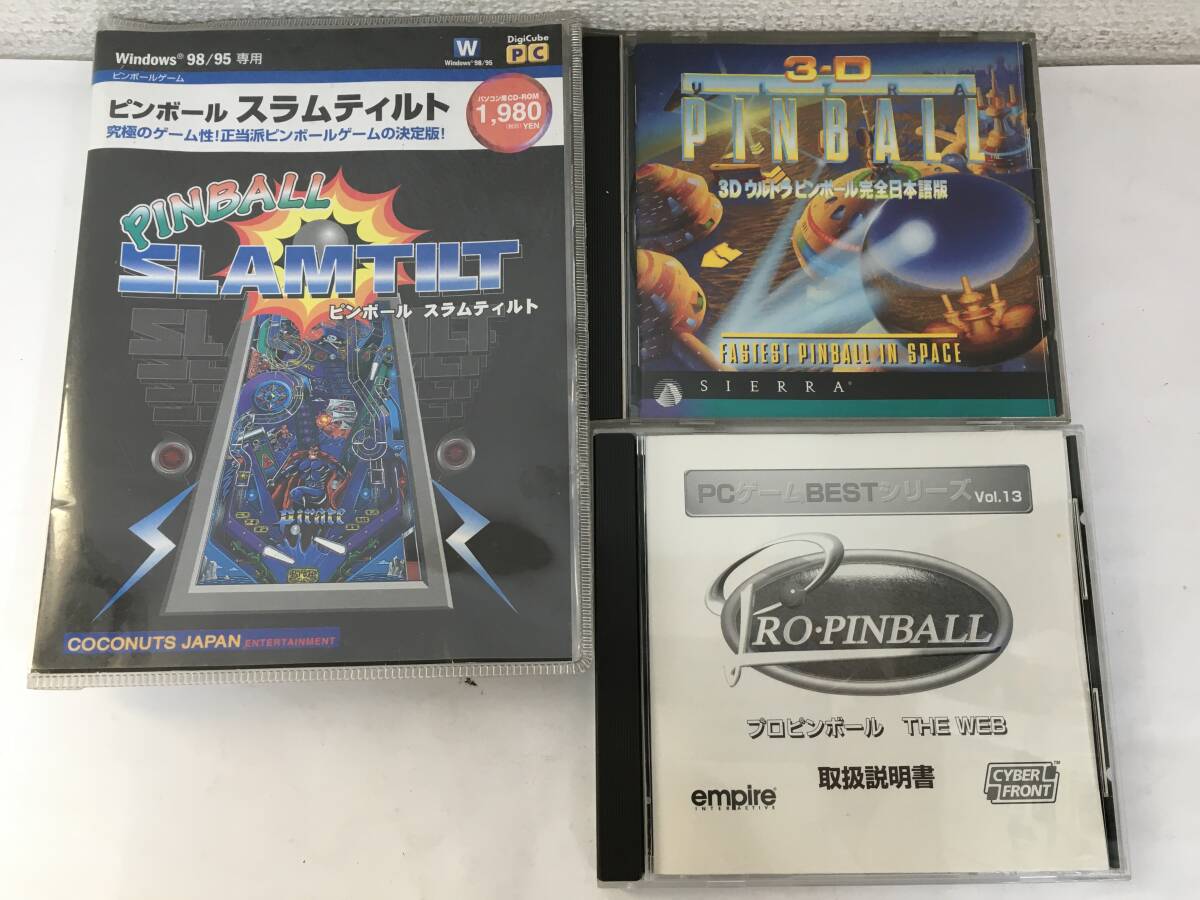 Windows® 98/95 専用
W
Windows 98/95
DigiCube
PC
ピンボールゲーム
ピンボール スラムティルト
究極のゲーム性!正当派ピンボールゲームの決定版!
パソコン用CD-ROM
1,980
(税別) YEN
PINBALL
SLAMTILT
ピンボール スラムティルト
pirate
COCONUTS JAPAN ENTERTAINMENT
3-D
ULTRA
PINBALL
3Dウルトラピンボール完全日本語版
FASTEST PINBALL IN SPACE
SIERRA®
PCゲームBESTシリーズ Vol.13
PRO·PINBALL
プロピンボール THE WEB
取扱説明書
empire
INTERACTIVE
CYBER
FRONT